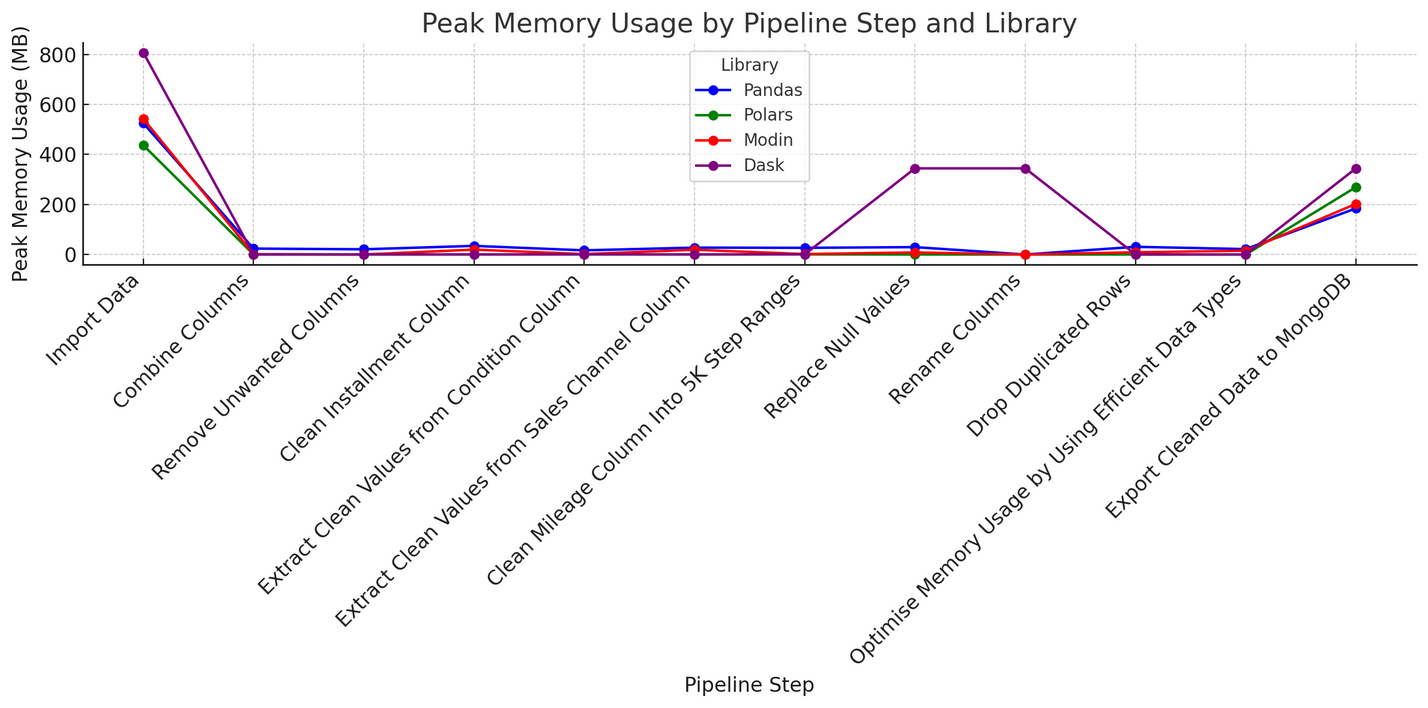 Peak Memory Usage by Pipeline Step and Library
Peak Memory Usage (MB)
800
600
400
200
0
Library
Pandas
Polars
Modin
Dask
Import Data
Combine Columns
Remove Unwanted Columns
Clean Installment Column
Extract Clean Values from Condition Column
Extract Clean Values from Sales Channel Column
Clean Mileage Column Into 5K Step Ranges
Replace Null Values
Rename Columns
Drop Duplicated Rows
Optimise Memory Usage by Using Efficient Data Types
Export Cleaned Data to MongoDB
Pipeline Step